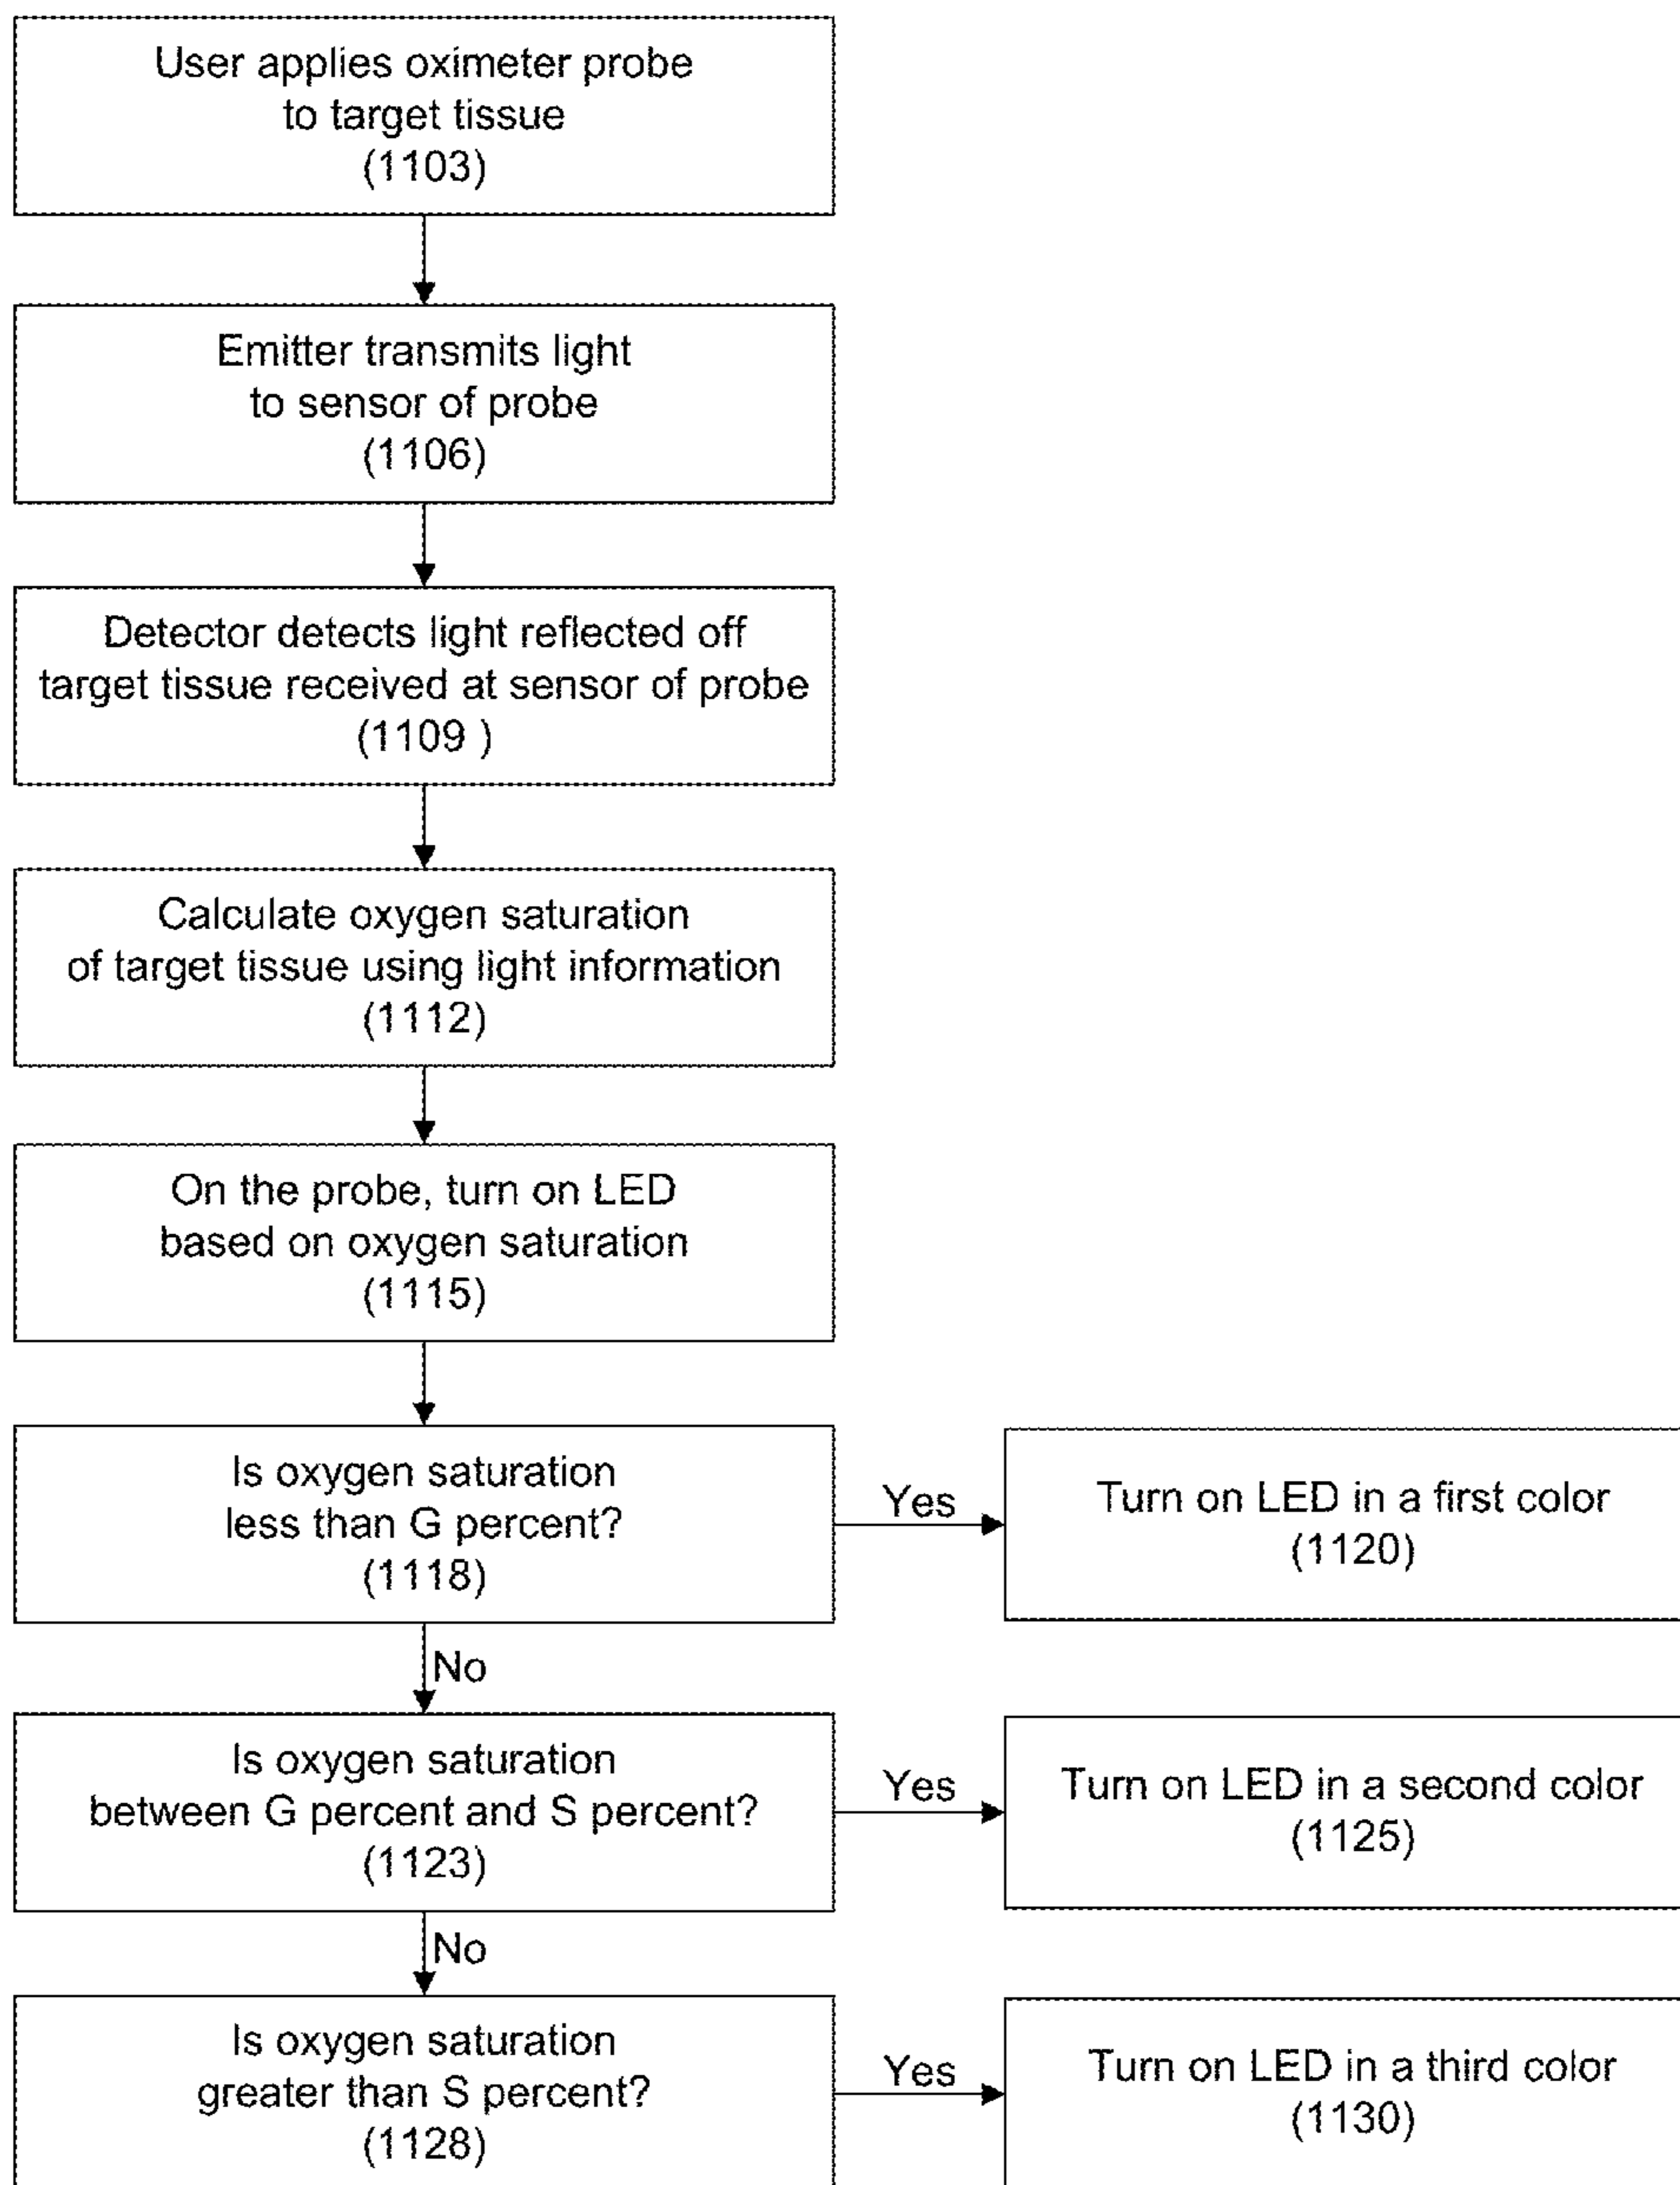 User applies oximeter probe
to target tissue
(1103)
Emitter transmits light
to sensor of probe
(1106)
Detector detects light reflected off
target tissue received at sensor of probe
(1109 )
Calculate oxygen saturation
of target tissue using light information
(1112)
On the probe, turn on LED
based on oxygen saturation
(1115)
Is oxygen saturation
less than G percent?
(1118)
Yes
Turn on LED in a first color
(1120)
No
Is oxygen saturation
between G percent and S percent?
(1123)
Yes
Turn on LED in a second color
(1125)
No
Is oxygen saturation
greater than S percent?
(1128)
Yes
Turn on LED in a third color
(1130)